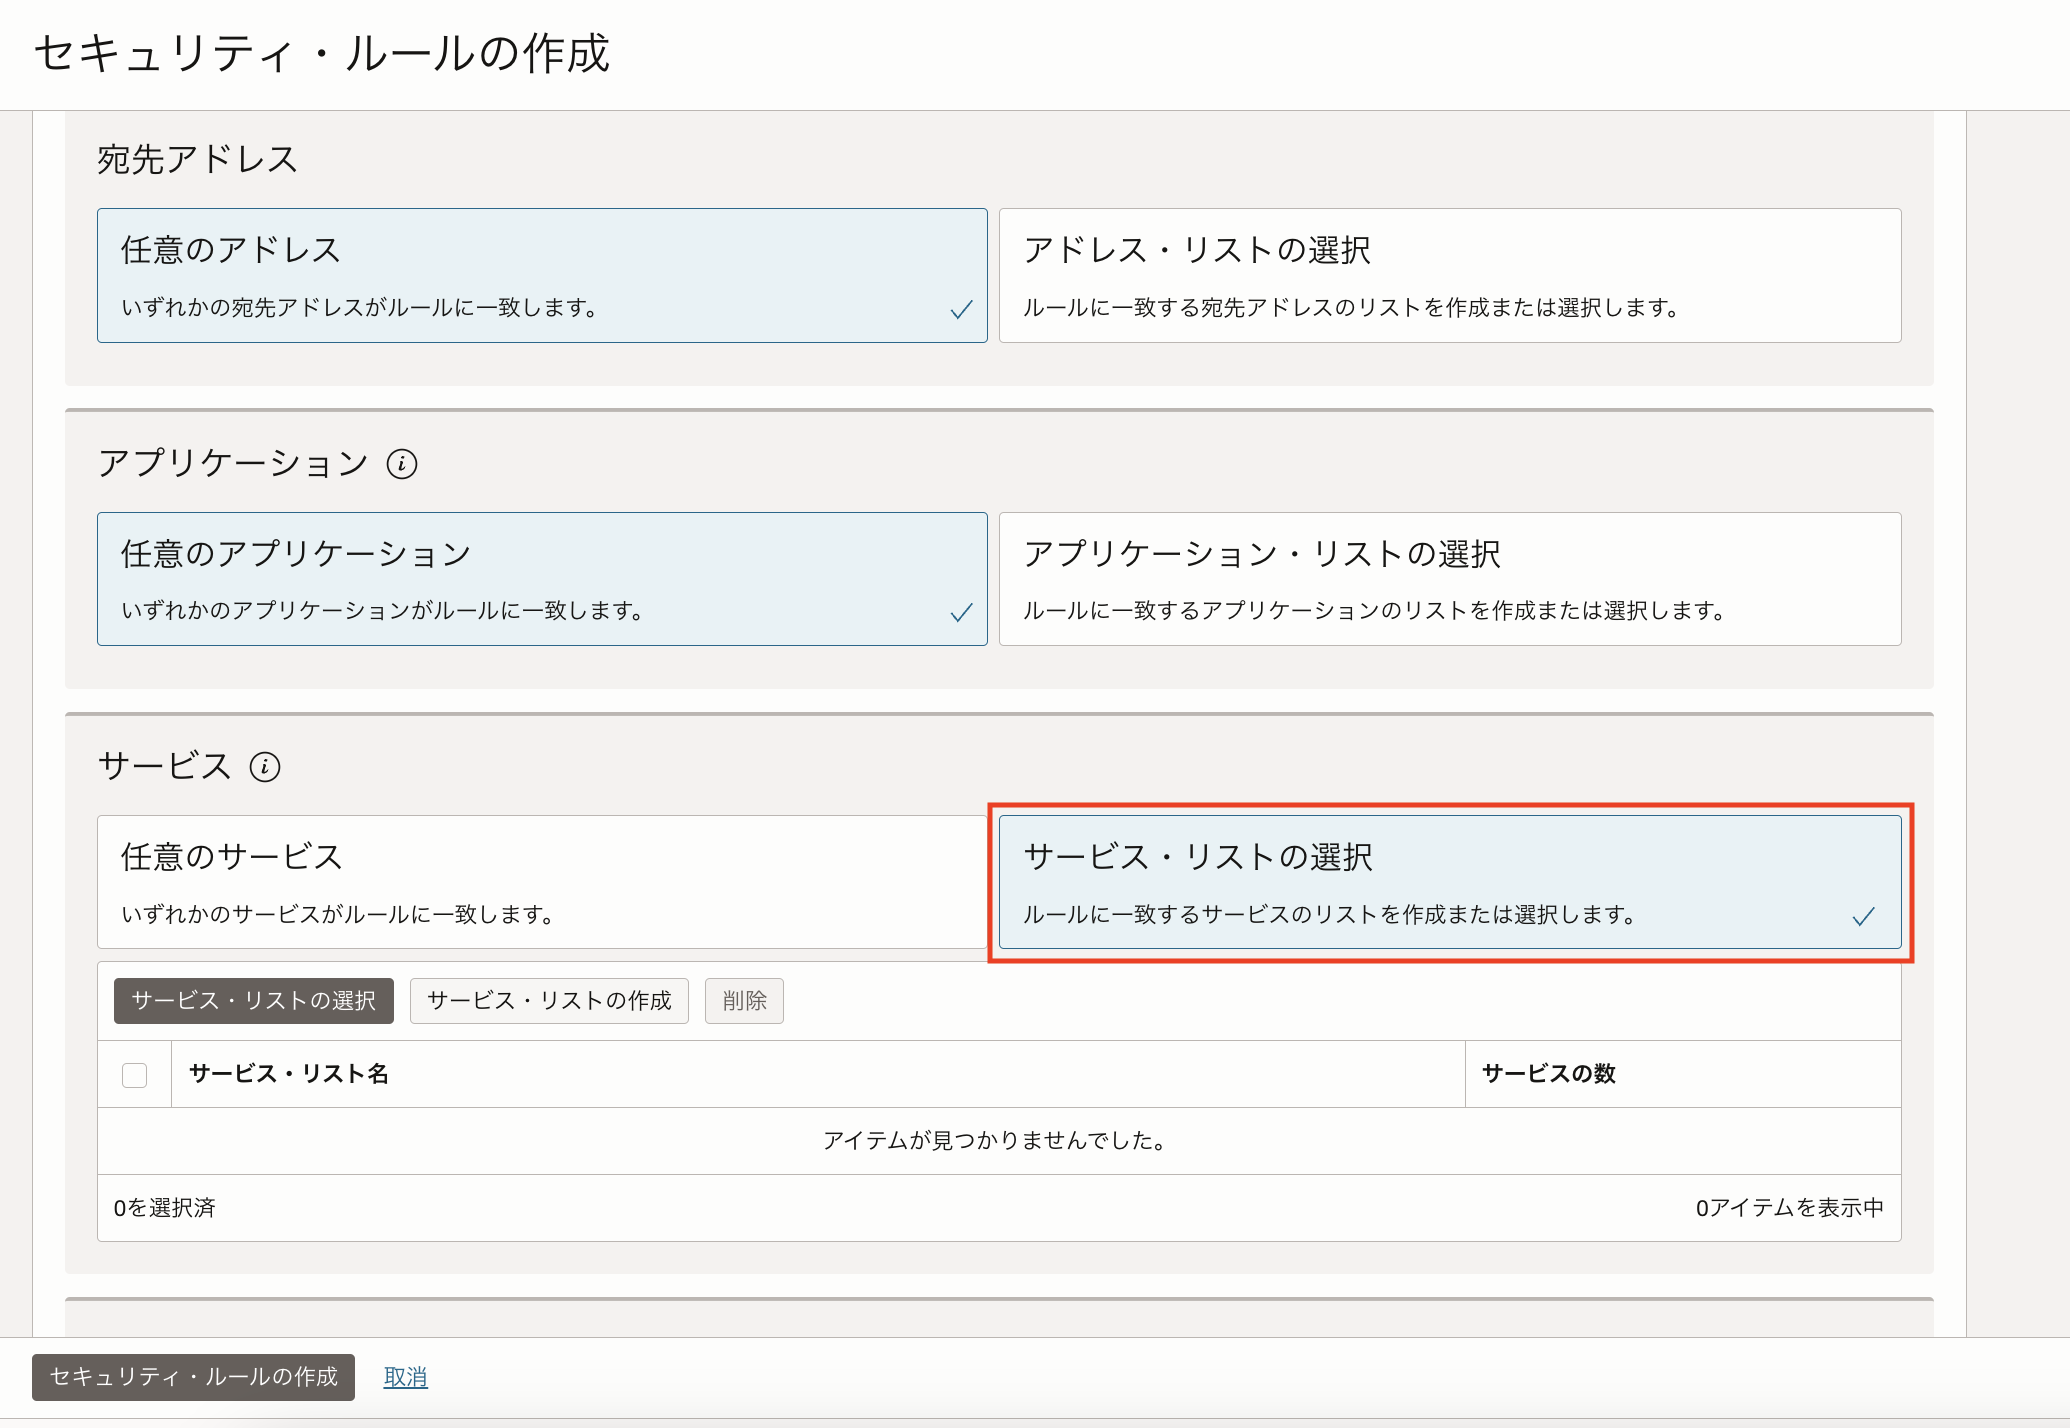 セキュリティ・ルールの作成
宛先アドレス
任意のアドレス
いずれかの宛先アドレスがルールに一致します。
アドレス・リストの選択
ルールに一致する宛先アドレスのリストを作成または選択します。
アプリケーション
任意のアプリケーション
いずれかのアプリケーションがルールに一致します。
アプリケーション・リストの選択
ルールに一致するアプリケーションのリストを作成または選択します。
サービス
任意のサービス
いずれかのサービスがルールに一致します。
サービス・リストの選択
ルールに一致するサービスのリストを作成または選択します。
サービス・リストの選択 サービス・リストの作成 削除
サービス・リスト名 サービスの数
アイテムが見つかりませんでした。
0を選択済 0アイテムを表示中
セキュリティ・ルールの作成 取消